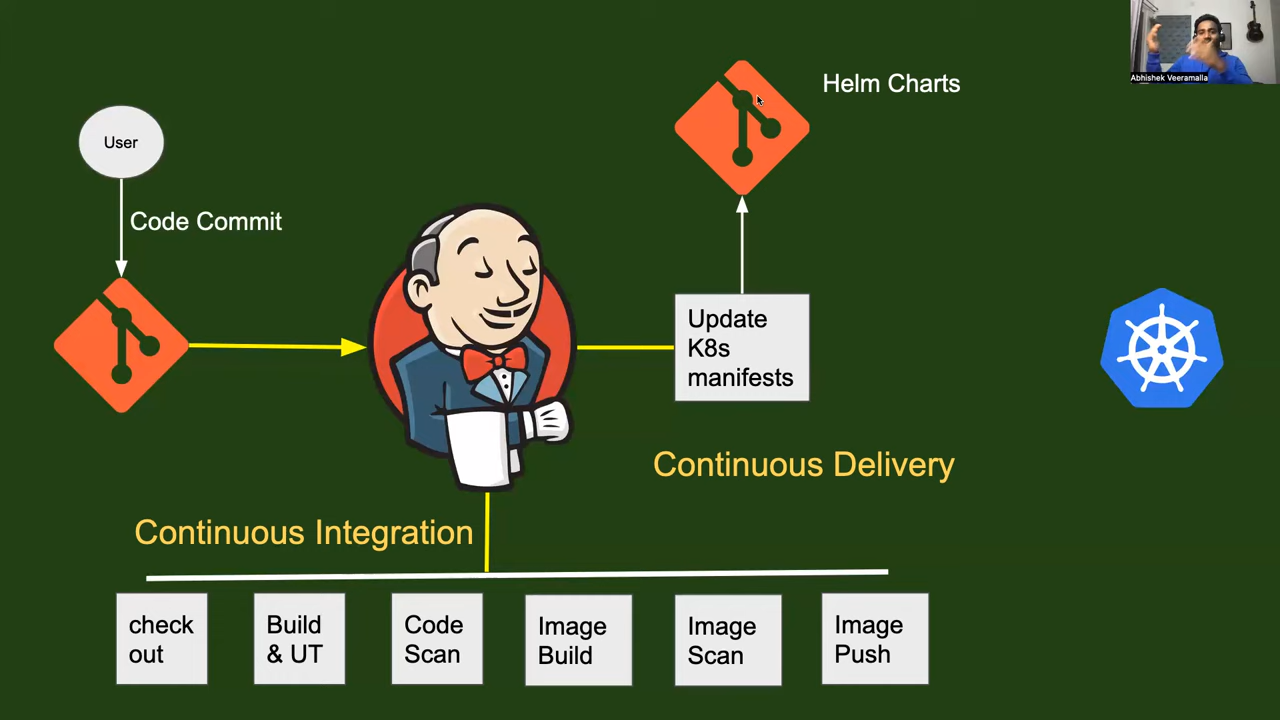 Abhishek Veeramalla
Helm Charts
User
Code Commit
Update
K8s
manifests
Continuous Delivery
Continuous Integration
check
out
Build
& UT
Code
Scan
Image
Build
Image
Scan
Image
Push